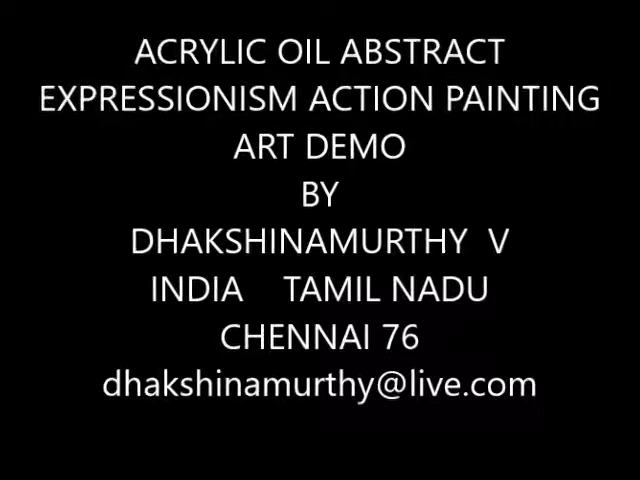 ACRYLIC OIL ABSTRACT
EXPRESSIONISM ACTION PAINTING
ART DEMO
BY
DHAKSHINAMURTHY  V
INDIA    TAMIL NADU
CHENNAI 76
dhakshinamurthy@live.com